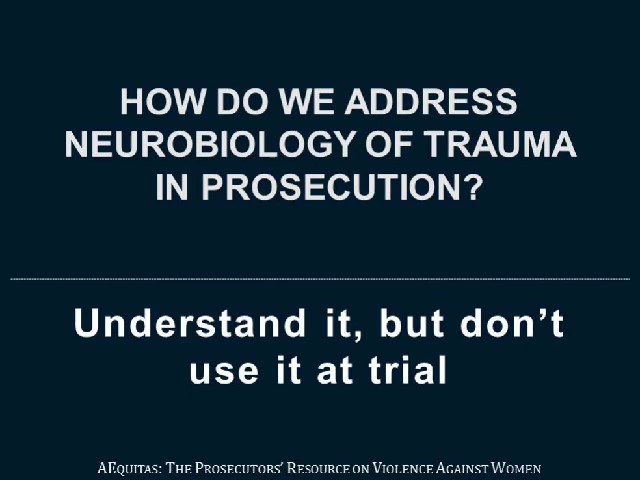 HOW DO WE ADDRESS
NEUROBIOLOGY OF TRAUMA
IN PROSECUTION?
Understand it, but don’t
use it at trial
AEQUITAS: THE PROSECUTORS’ RESOURCE ON VIOLENCE AGAINST WOMEN